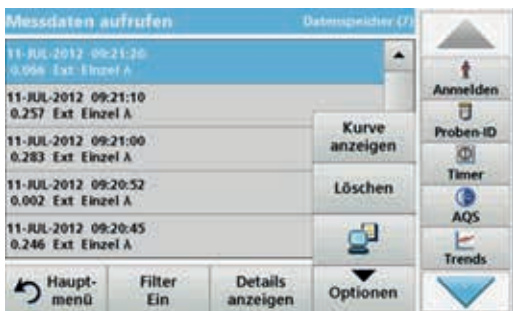 Messdaten aufrufen
Datenspeicher (7)
11-JUL-2012 09:21:20
0.066 Ext Einzel λ
11-JUL-2012 09:21:10
0.257 Ext Einzel λ
11-JUL-2012 09:21:00
0.283 Ext Einzel λ
11-JUL-2012 09:20:52
0.002 Ext Einzel λ
11-JUL-2012 09:20:45
0.246 Ext Einzel λ
Kurve
anzeigen
Löschen
Optionen
Haupt-
menü
Filter
Ein
Details
anzeigen
Anmelden
Proben-ID
Timer
AQS
Trends